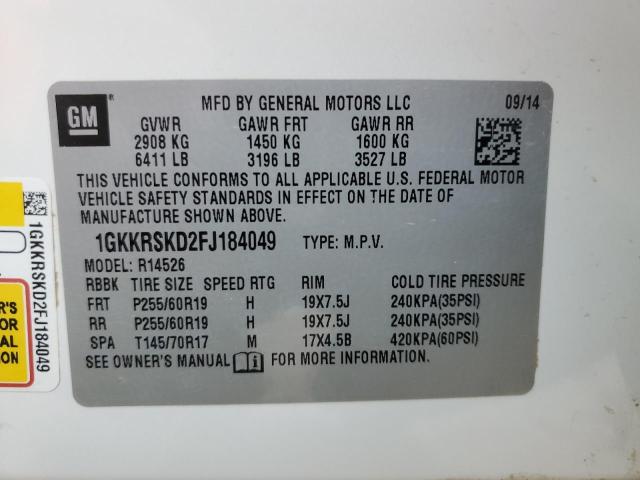 GM ®
MFD BY GENERAL MOTORS LLC 09/14
GVWR GAWR FRT GAWR RR
2908 KG 1450 KG 1600 KG
6411 LB 3196 LB 3527 LB
THIS VEHICLE CONFORMS TO ALL APPLICABLE U.S. FEDERAL MOTOR
VEHICLE SAFETY STANDARDS IN EFFECT ON THE DATE OF
MANUFACTURE SHOWN ABOVE.
1GKKRSKD2FJ184049 TYPE: M.P.V.
MODEL: R14526
RBBK TIRE SIZE SPEED RTG RIM COLD TIRE PRESSURE
FRT P255/60R19 H 19X7.5J 240KPA(35PSI)
RR P255/60R19 H 19X7.5J 240KPA(35PSI)
SPA T145/70R17 M 17X4.5B 420KPA(60PSI)
SEE OWNER'S MANUAL i FOR MORE INFORMATION.
1GKKRSKD2FJ184049
R'S
OR
AL
ION